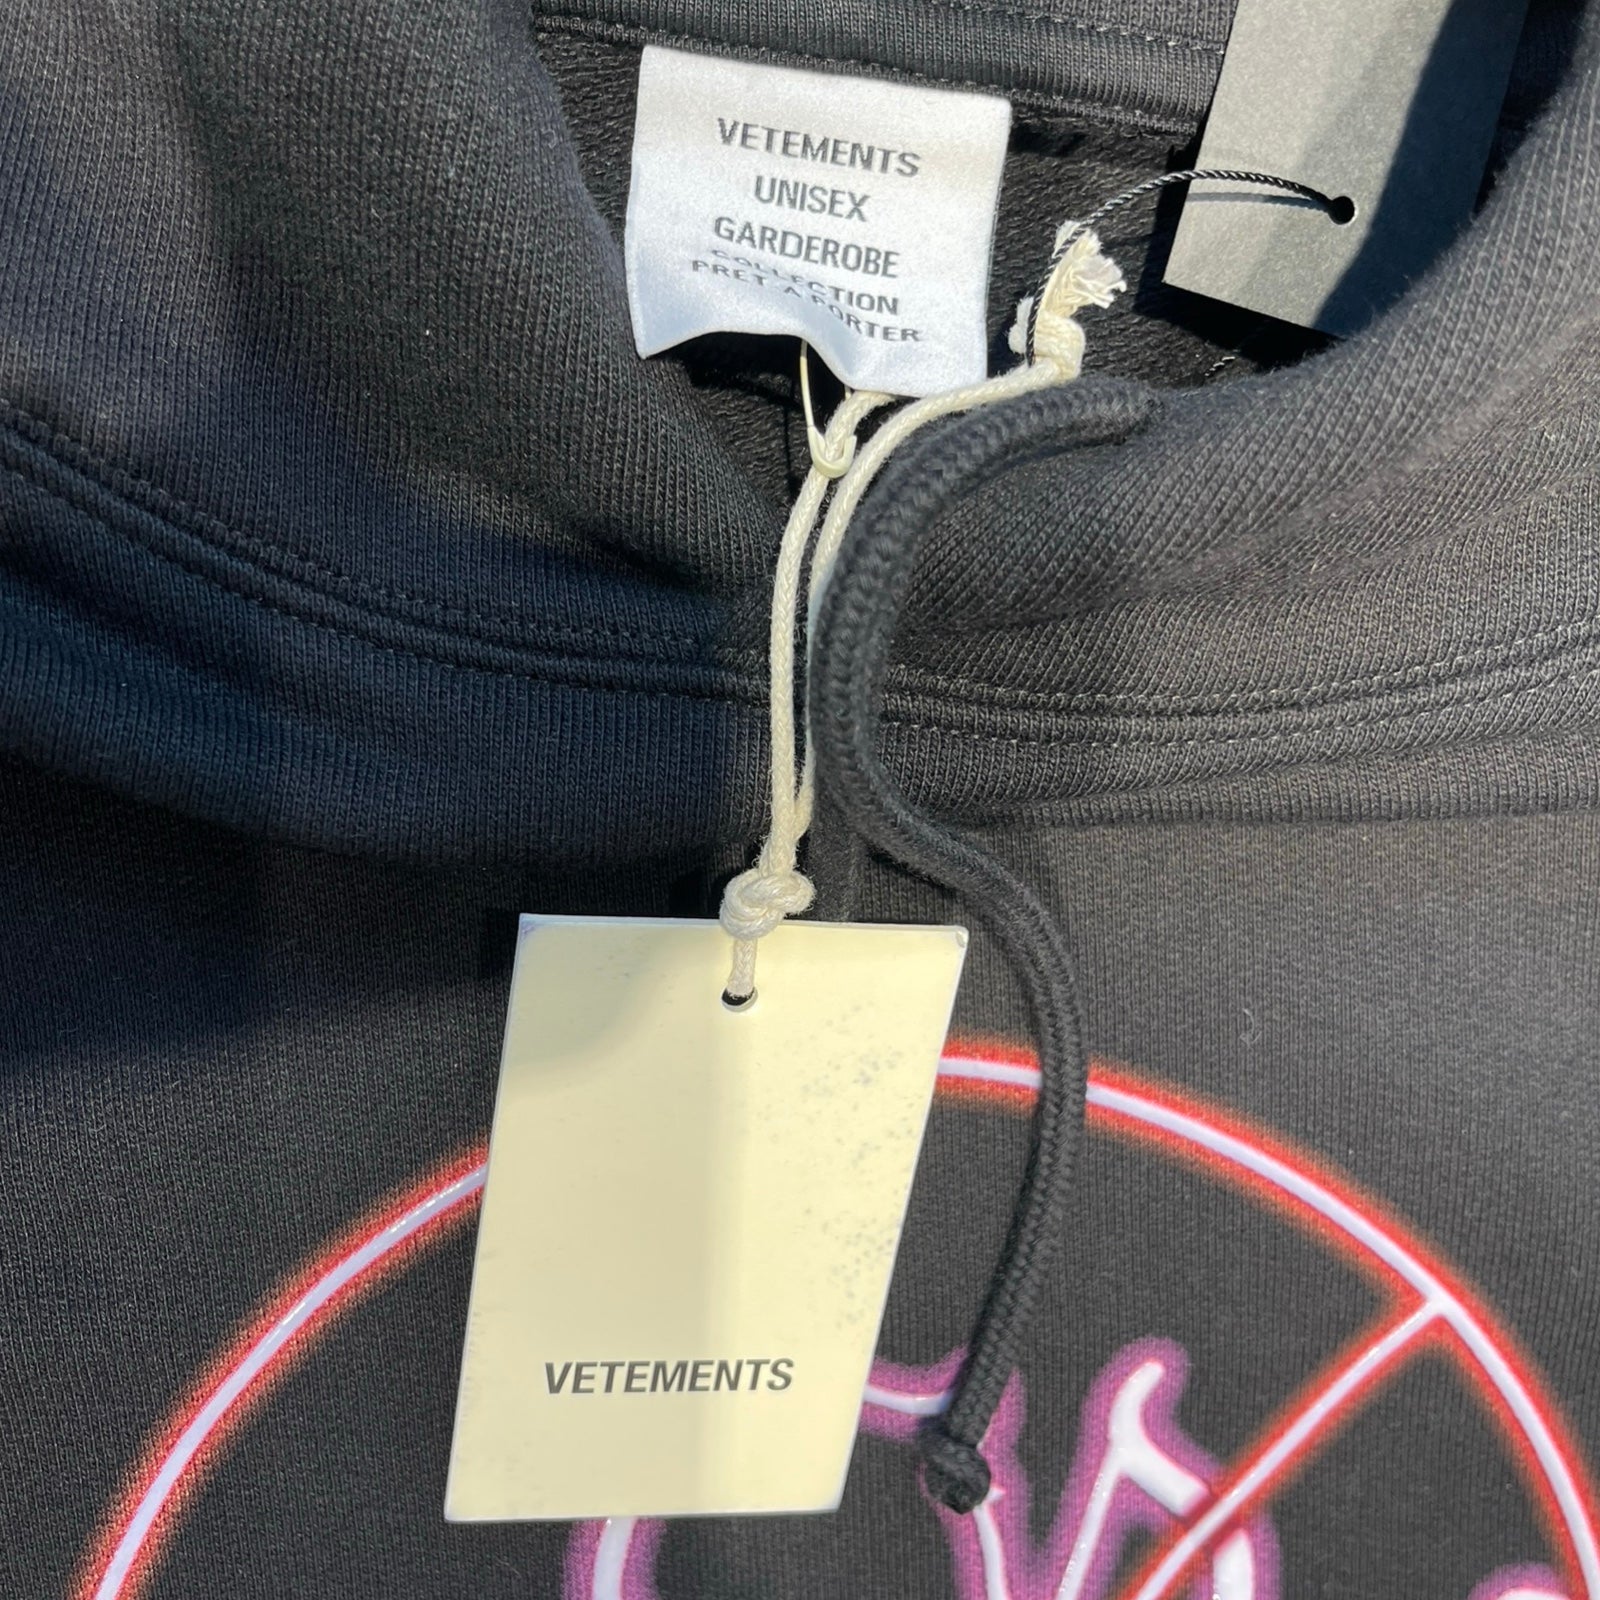 VETEMENTS
UNISEX
GARDEROBE
COLLECTION
PRET-A-PORTER
VETEMENTS